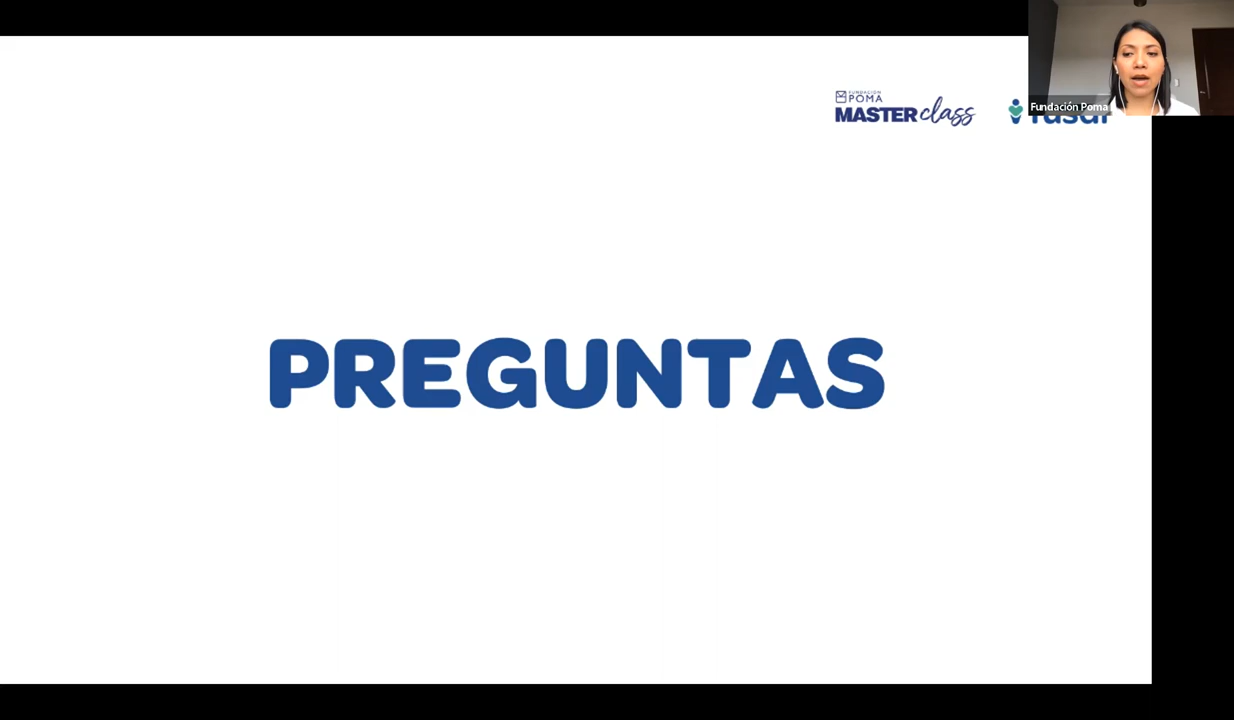 FUNDACIÓN
POMA
MASTER class
Fundación Poma
PREGUNTAS